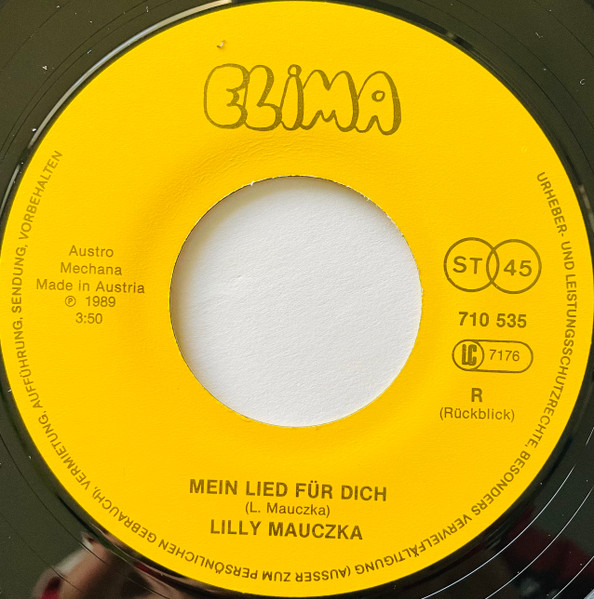 ELiMA
Austro
Mechana
Made in Austria
℗ 1989
3:50
ST 45
710 535
LC 7176
R
(Rückblick)
MEIN LIED FÜR DICH
(L. Mauczka)
LILLY MAUCZKA
URHEBER- UND LEISTUNGSSCHUTZRECHTE, BESONDERS VERVIELFÄLTIGUNG (AUSSER ZUM PERSÖNLICHEN GEBRAUCH), VERMIETUNG, AUFFÜHRUNG, SENDUNG, VORBEHALTEN